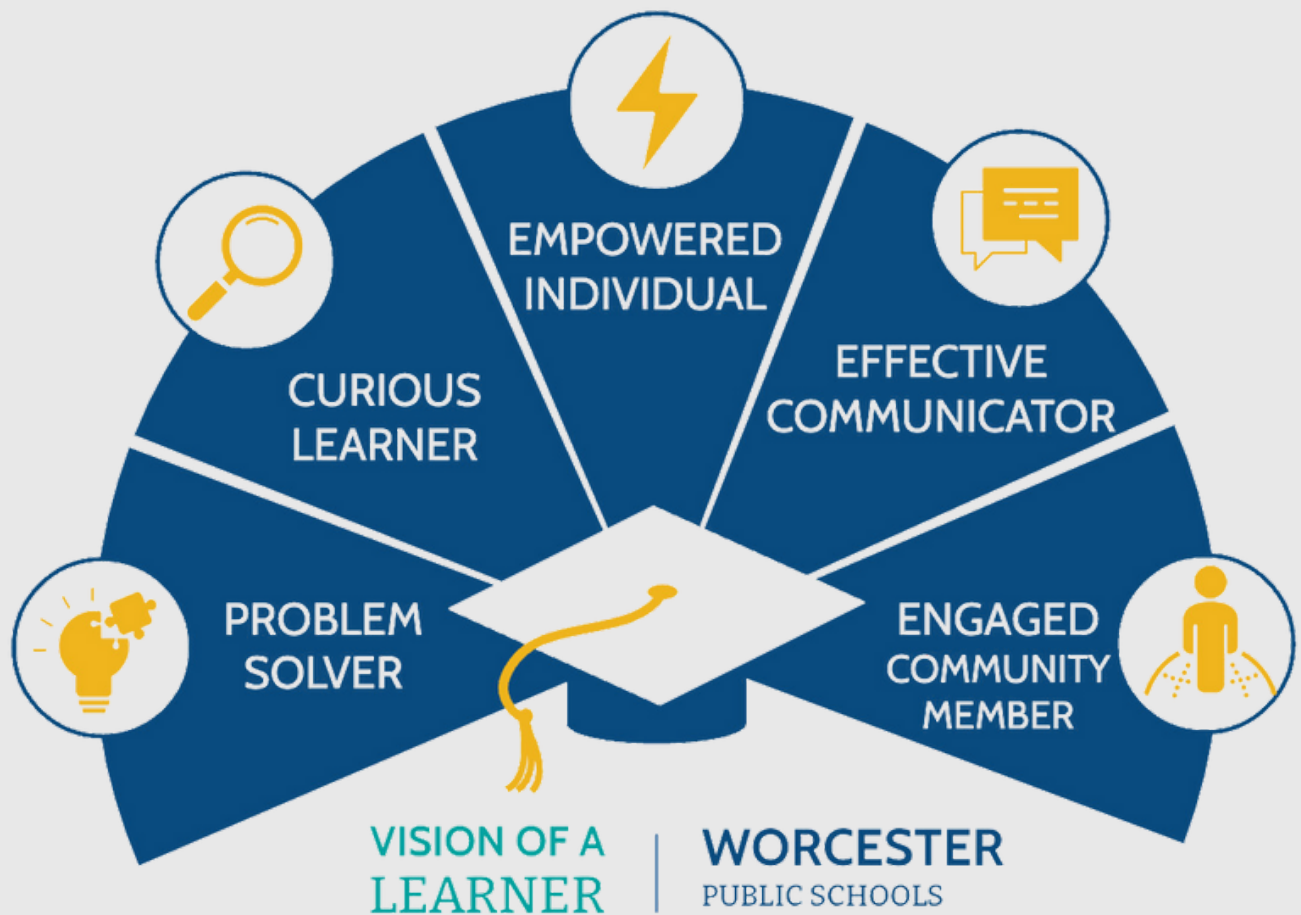 PROBLEM
SOLVER
CURIOUS
LEARNER
EMPOWERED
INDIVIDUAL
EFFECTIVE
COMMUNICATOR
ENGAGED
COMMUNITY
MEMBER
VISION OF A
LEARNER
WORCESTER
PUBLIC SCHOOLS